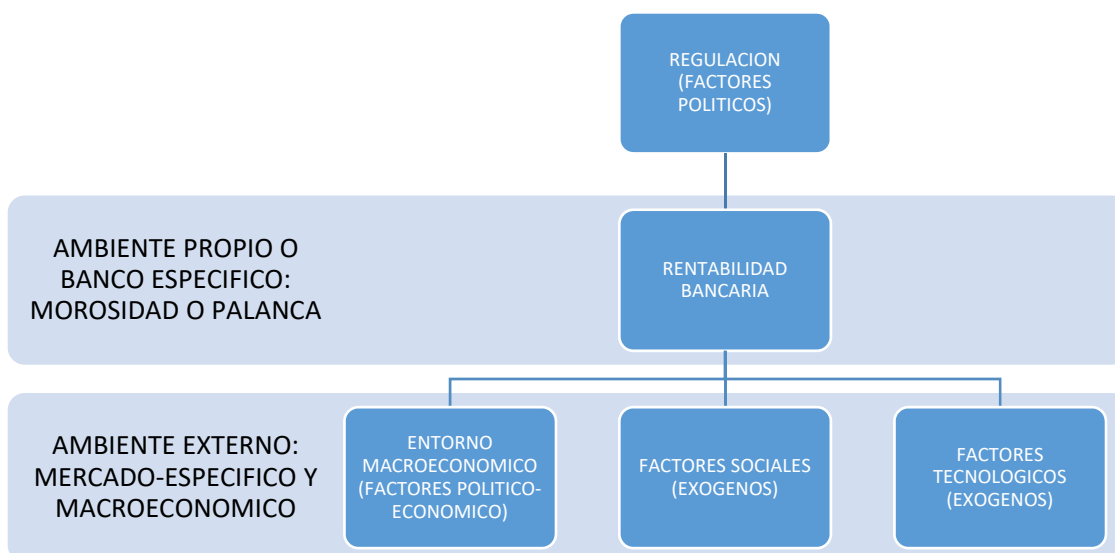 REGULACION
(FACTORES
POLITICOS)
AMBIENTE PROPIO O
BANCO ESPECIFICO:
MOROSIDAD O PALANCA
RENTABILIDAD
BANCARIA
AMBIENTE EXTERNO:
MERCADO-ESPECIFICO Y
MACROECONOMICO
ENTORNO
MACROECONOMICO
(FACTORES POLITICO-
ECONOMICO)
FACTORES SOCIALES
(EXOGENOS)
FACTORES
TECNOLOGICOS
(EXOGENOS)